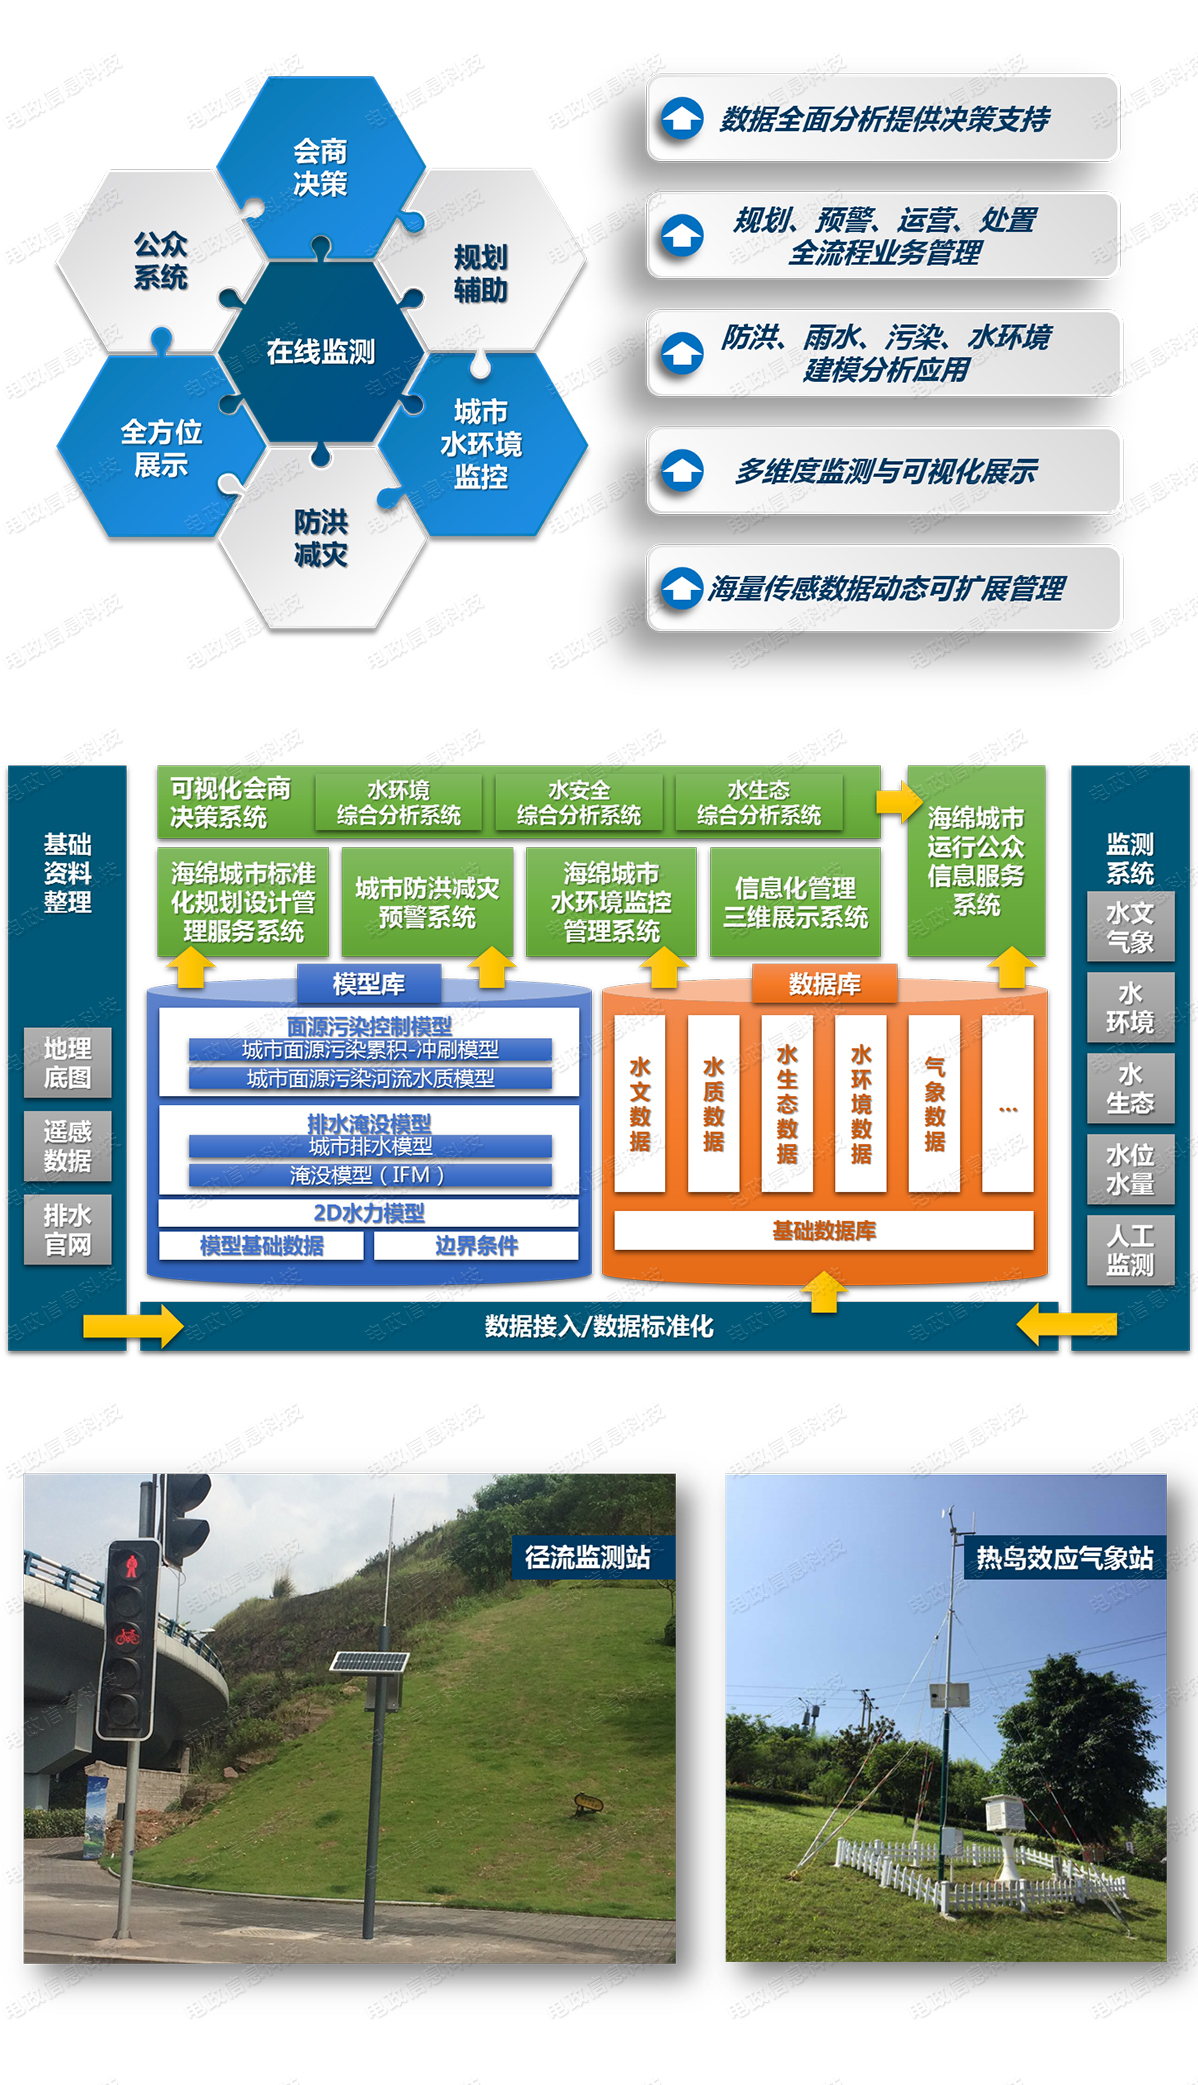 会商
决策
公众
系统
规划
辅助
在线监测
全方位
展示
城市
水环境
监控
防洪
减灾
数据全面分析提供决策支持
规划、预警、运营、处置
全流程业务管理
防洪、雨水、污染、水环境
建模分析应用
多维度监测与可视化展示
海量传感数据动态可扩展管理
基础
资料
整理
地理
底图
遥感
数据
排水
官网
可视化会商
决策系统
水环境
综合分析系统
水安全
综合分析系统
水生态
综合分析系统
海绵城市
运行公众
信息服务
系统
海绵城市标准
化规划设计管
理服务系统
城市防洪减灾
预警系统
海绵城市
水环境监控
管理系统
信息化管理
三维展示系统
模型库
面源污染控制模型
城市面源污染累积-冲刷模型
城市面源污染河流水质模型
排水淹没模型
城市排水模型
淹没模型（IFM）
2D水力模型
模型基础数据
边界条件
数据库
水文数据
水质数据
水生态数据
水环境数据
气象数据
...
基础数据库
监测
系统
水文
气象
水
环境
水
生态
水位
水量
人工
监测
数据接入/数据标准化
径流监测站
热岛效应气象站
电政信息科技